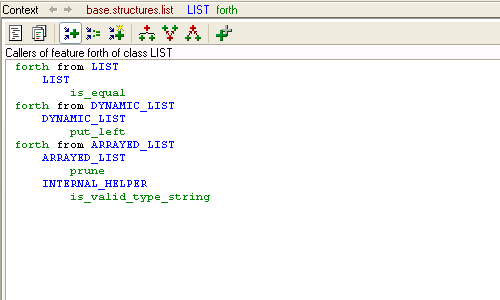 Context base.structures.list LIST forth
Callers of feature forth of class LIST
forth from LIST
LIST
is_equal
forth from DYNAMIC_LIST
DYNAMIC_LIST
put_left
forth from ARRAYED_LIST
ARRAYED_LIST
prune
INTERNAL_HELPER
is_valid_type_string